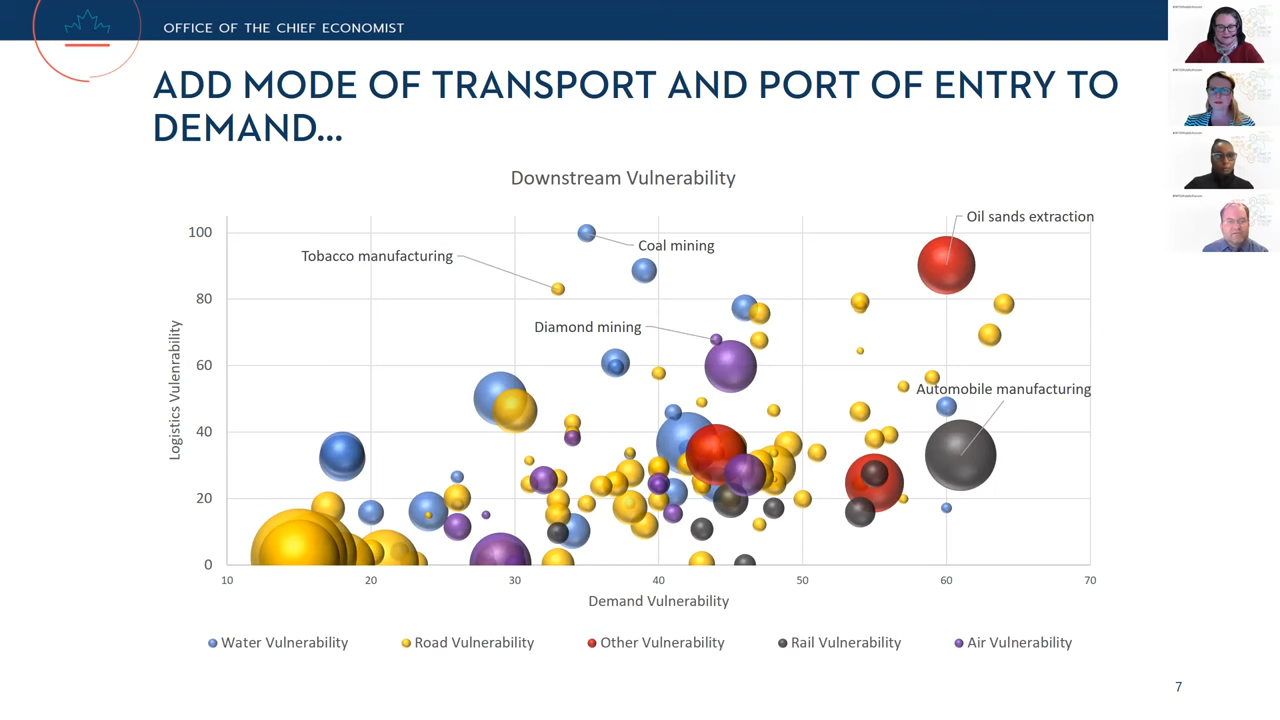 OFFICE OF THE CHIEF ECONOMIST
ADD MODE OF TRANSPORT AND PORT OF ENTRY TO
DEMAND...
Downstream Vulnerability
Oil sands extraction
Coal mining
Tobacco manufacturing
Diamond mining
Automobile manufacturing
Logistics Vulenrability
100
80
60
40
20
0
10
20
30
40
50
60
70
Demand Vulnerability
Water Vulnerability
Road Vulnerability
Other Vulnerability
Rail Vulnerability
Air Vulnerability
7